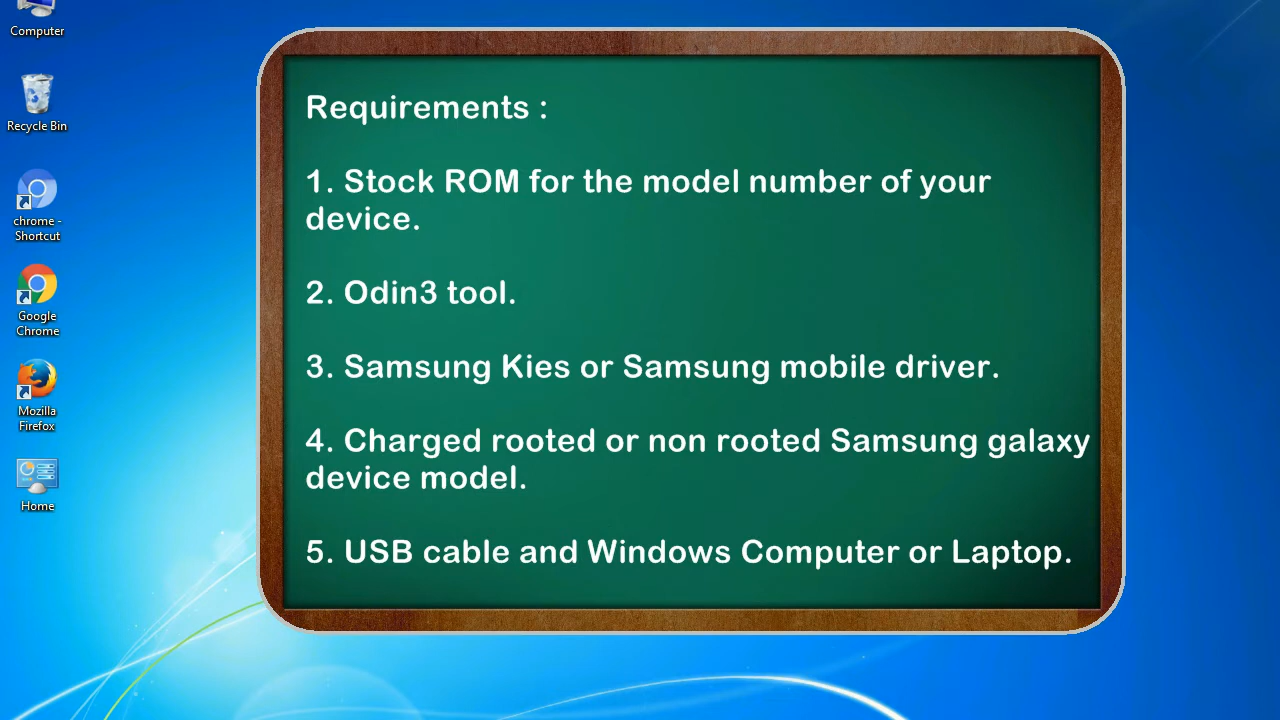 Computer
Recycle Bin
chrome -
Shortcut
Google
Chrome
Mozilla
Firefox
Home
Requirements :
1. Stock ROM for the model number of your
device.
2. Odin3 tool.
3. Samsung Kies or Samsung mobile driver.
4. Charged rooted or non rooted Samsung galaxy
device model.
5. USB cable and Windows Computer or Laptop.